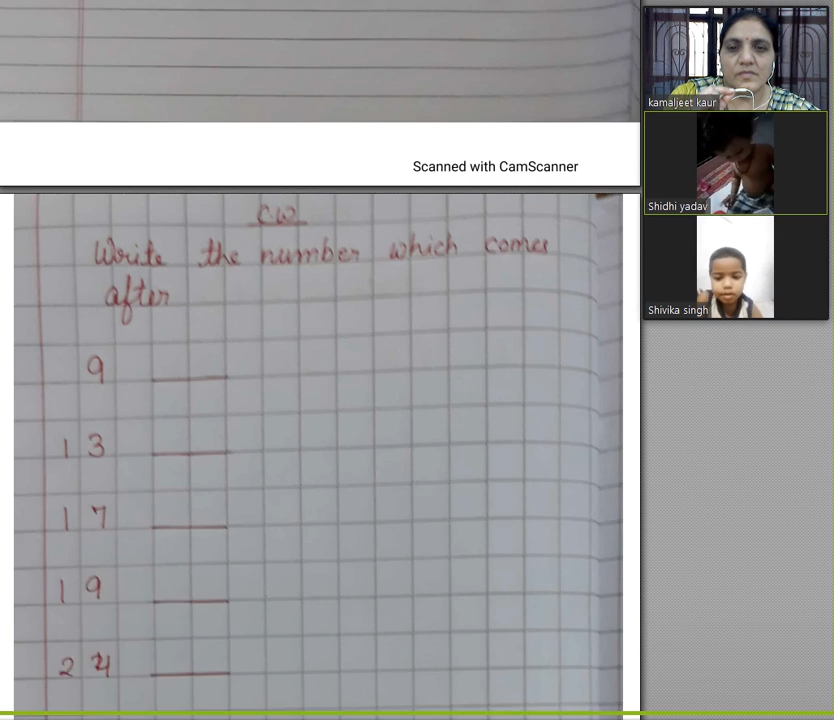 Scanned with CamScanner
CW
Write the number which comes
after
9
13
17
19
24
kamaljeet kaur
Shidhi yadav
Shivika singh